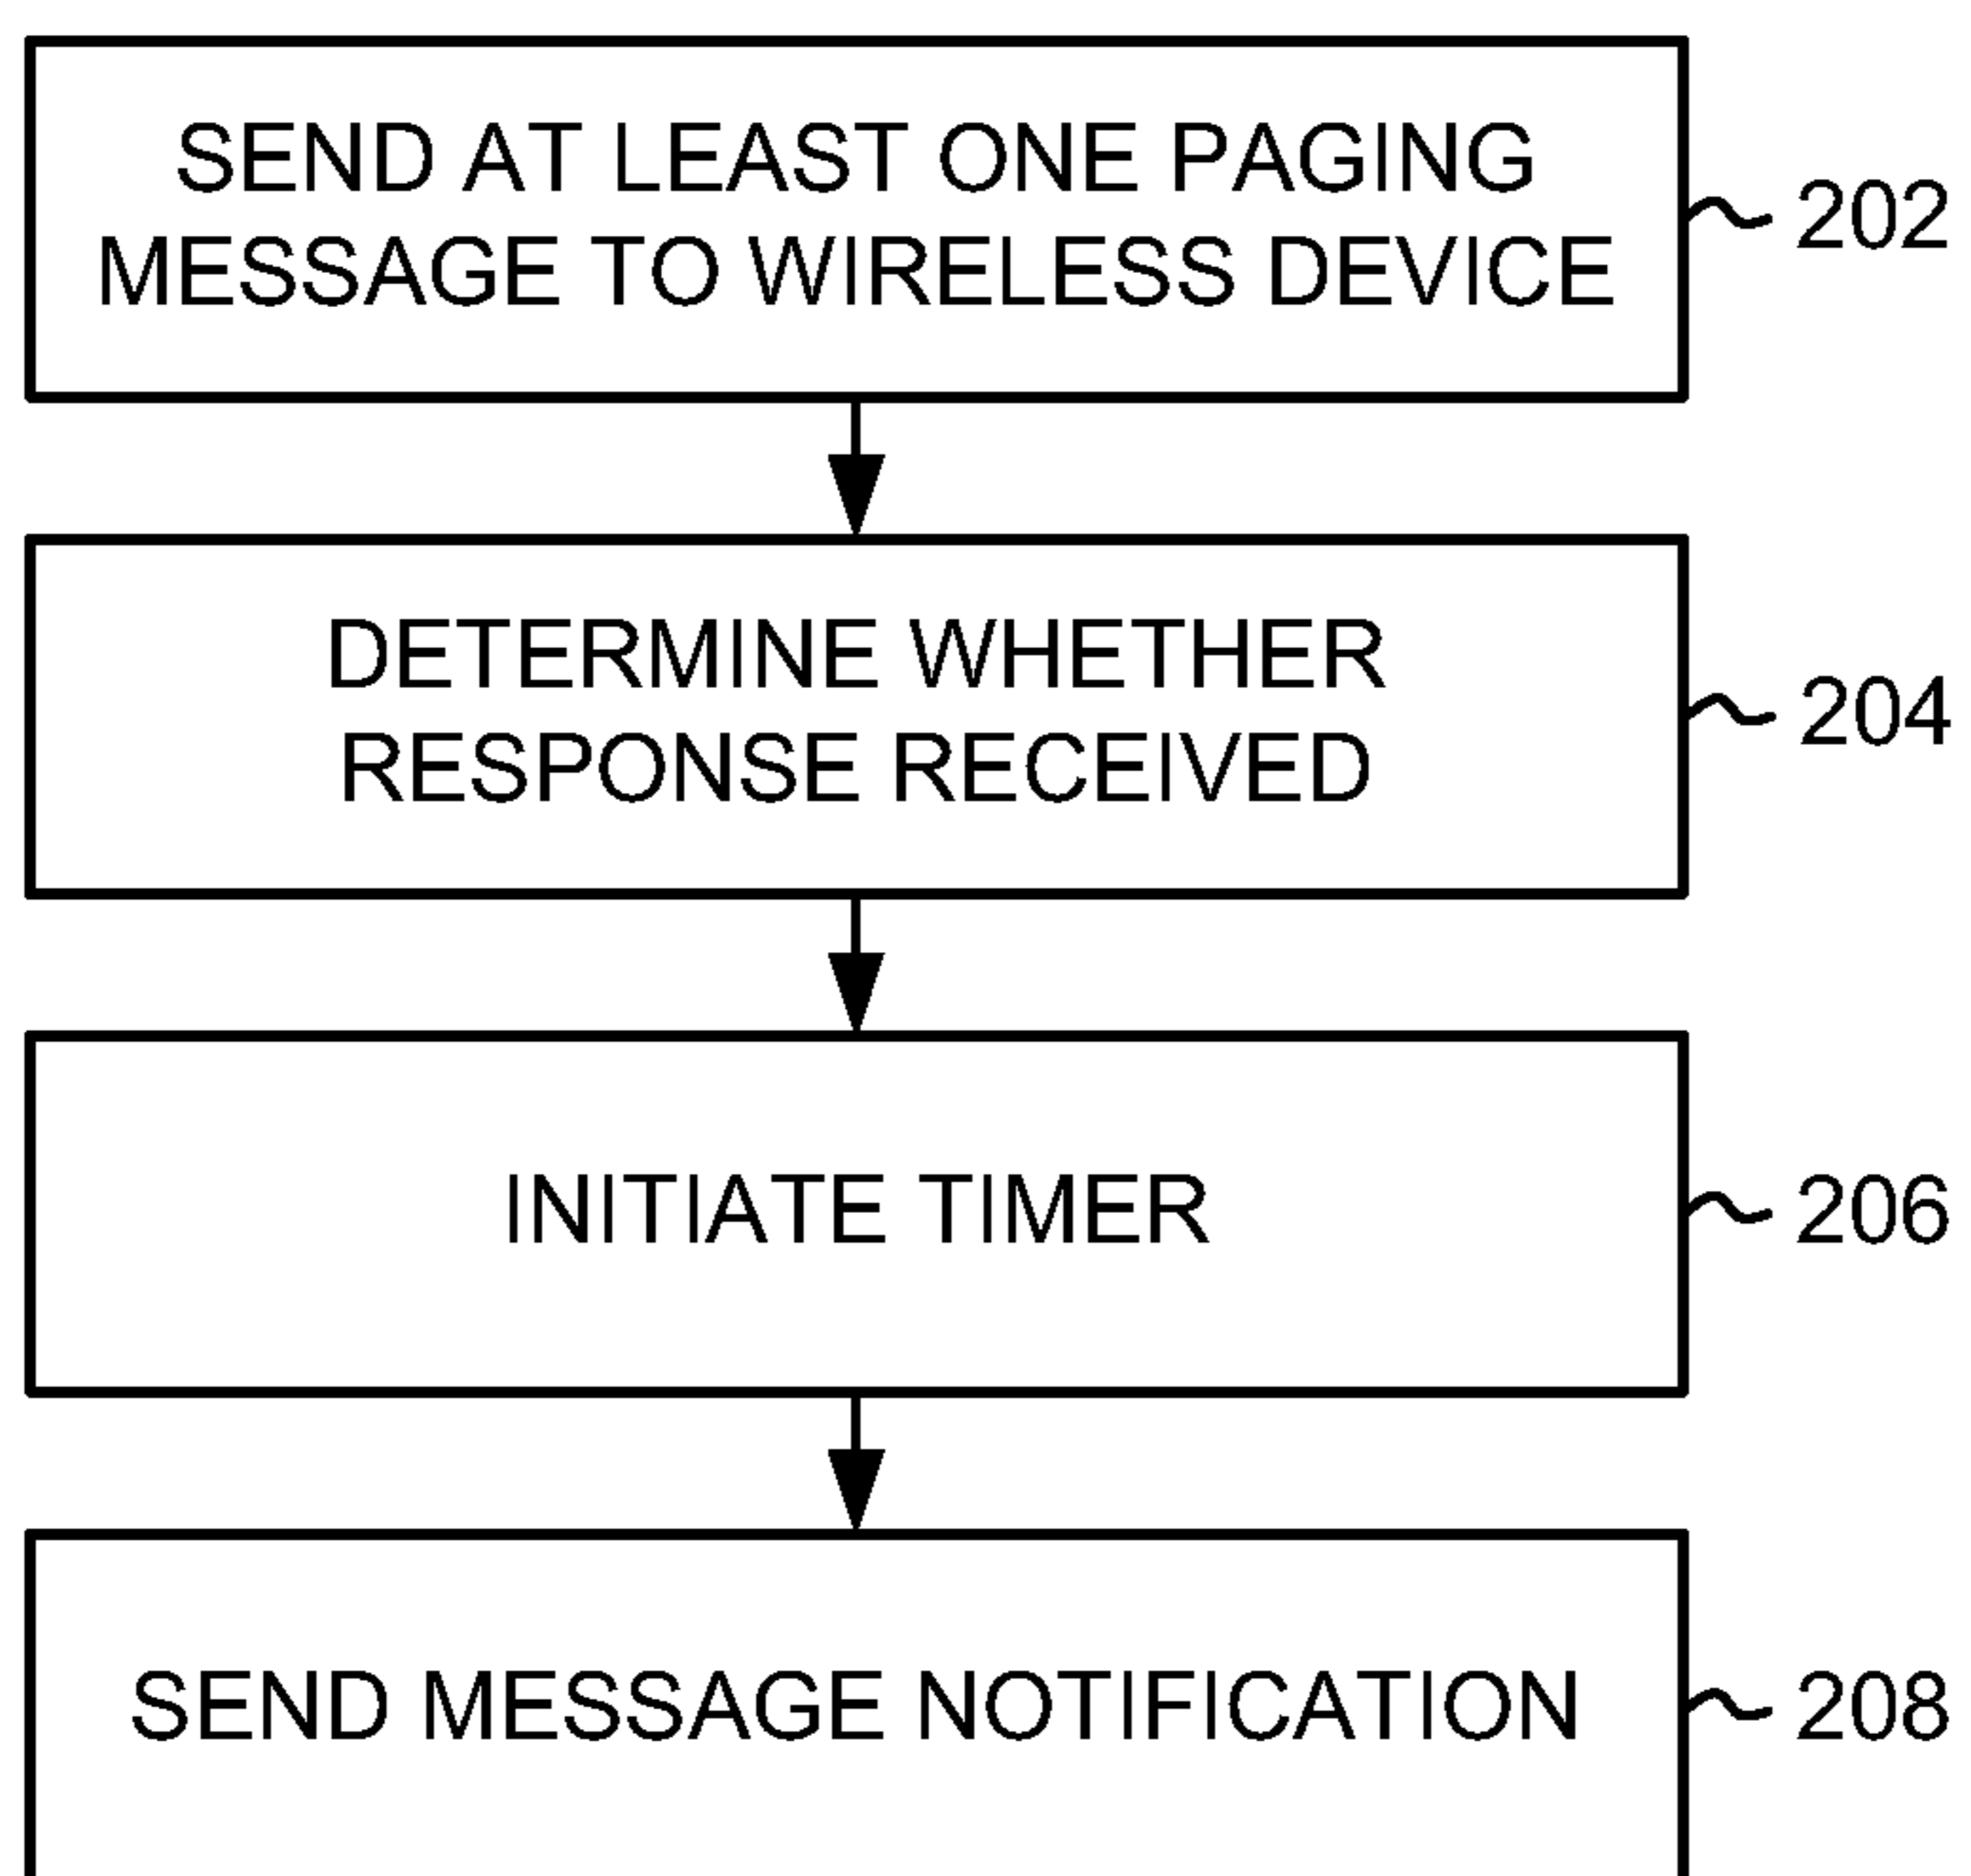 SEND AT LEAST ONE PAGING
MESSAGE TO WIRELESS DEVICE
202
DETERMINE WHETHER
RESPONSE RECEIVED
204
INITIATE TIMER
206
SEND MESSAGE NOTIFICATION
208